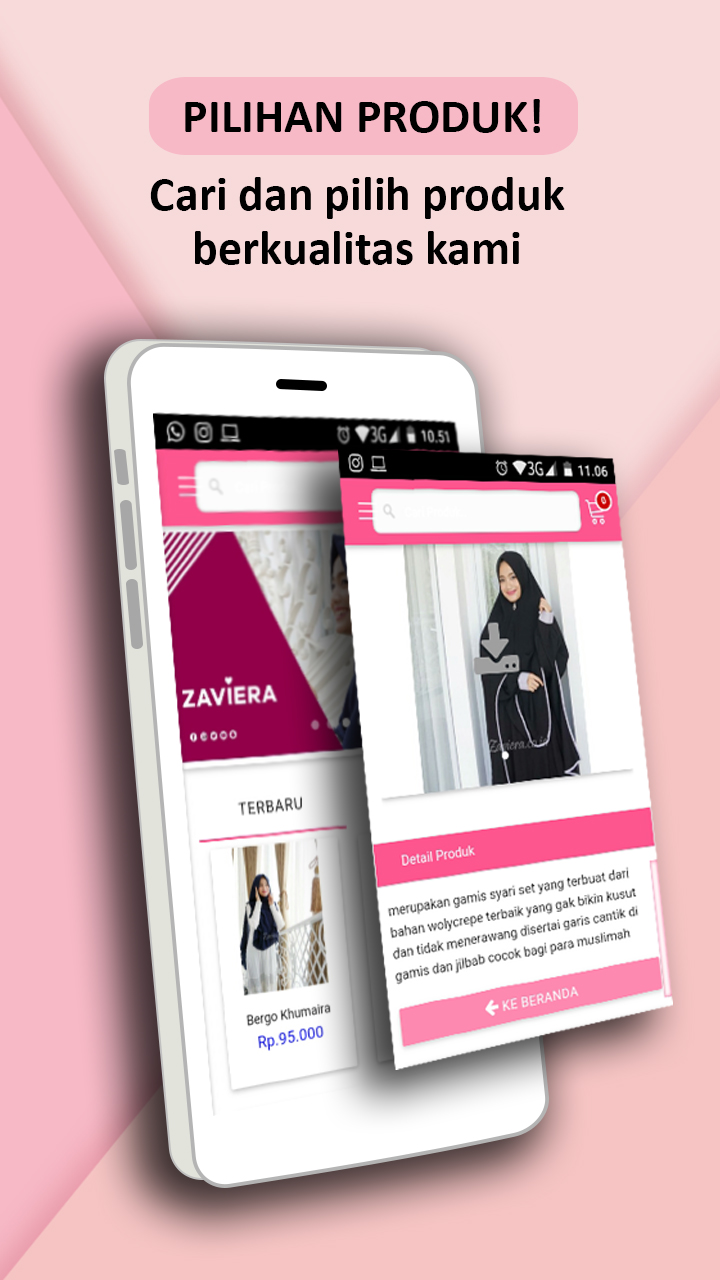 PILIHAN PRODUK!
Cari dan pilih produk
berkualitas kami
3G 10.51
ZAVIERA
TERBARU
Bergo Khumaira
Rp.95.000
3G 11.06
0
Zaviera.co.id
Detail Produk
merupakan gamis syari set yang terbuat dari
bahan wolycrepe terbaik yang gak bikin kusut
dan tidak menerawang disertai garis cantik di
gamis dan jilbab cocok bagi para muslimah
KE BERANDA